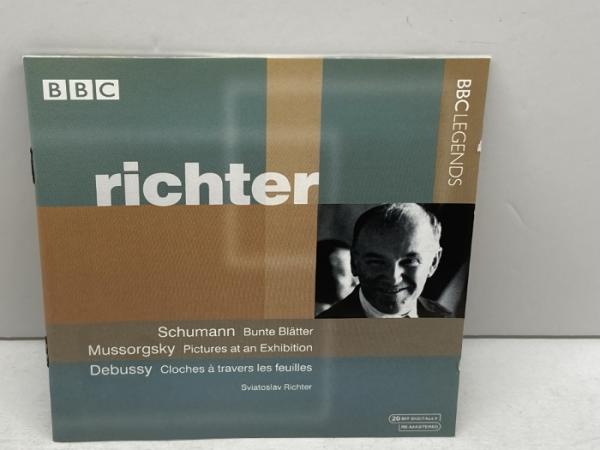 BBC
BBC LEGENDS
richter
Schumann Bunte Blätter
Mussorgsky Pictures at an Exhibition
Debussy Cloches à travers les feuilles
Sviatoslav Richter
20 BIT DIGITALLY
RE-MASTERED